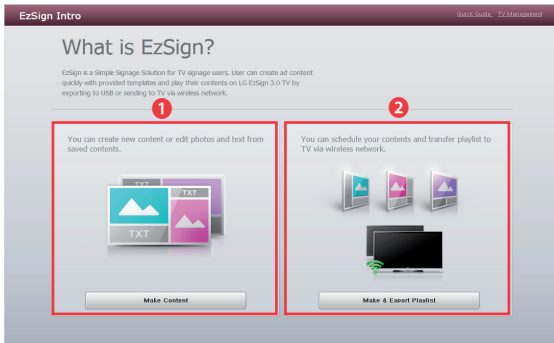 EzSign Intro
Quick Guide TV Management
What is EzSign?
EzSign is a Simple Signage Solution for TV signage users. User can create ad content
quickly with provided templates and play their contents on LG EzSign 3.0 TV by
exporting to USB or sending to TV via wireless network.
1
2
You can create new content or edit photos and text from
saved contents.
TXT
TXT
TXT
Make Content
You can schedule your contents and transfer playlist to
TV via wireless network.
Make & Export Playlist